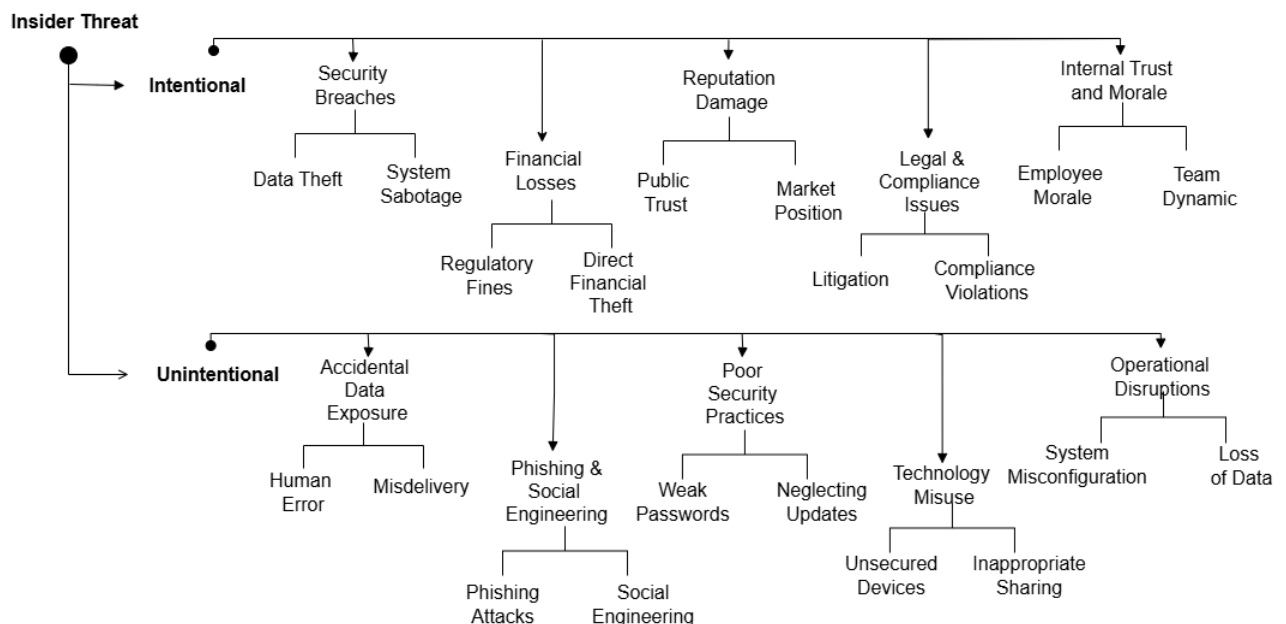 Insider Threat
Intentional
Security
Breaches
Data Theft
System
Sabotage
Financial
Losses
Regulatory
Fines
Direct
Financial
Theft
Reputation
Damage
Public
Trust
Market
Position
Legal &
Compliance
Issues
Litigation
Compliance
Violations
Internal Trust
and Morale
Employee
Morale
Team
Dynamic
Unintentional
Accidental
Data
Exposure
Human
Error
Misdelivery
Phishing &
Social
Engineering
Phishing
Attacks
Social
Engineering
Poor
Security
Practices
Weak
Passwords
Neglecting
Updates
Technology
Misuse
Unsecured
Devices
Inappropriate
Sharing
Operational
Disruptions
System
Misconfiguration
Loss
of Data